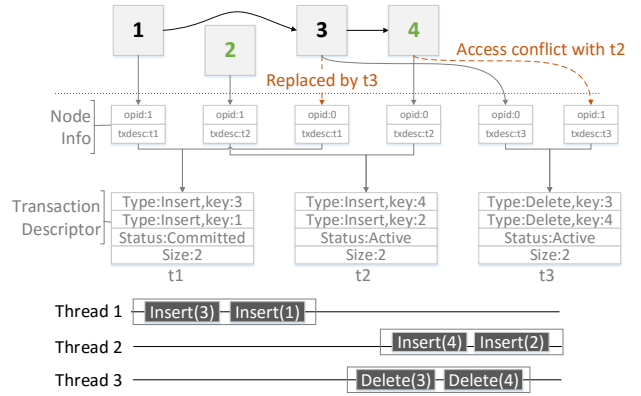 1
3
4
2
Access conflict with t2
Replaced by t3
Node Info
opid:1
txdesc:t1
opid:1
txdesc:t2
opid:0
txdesc:t1
opid:0
txdesc:t2
opid:0
txdesc:t3
opid:1
txdesc:t3
Transaction Descriptor
Type:Insert,key:3
Type:Insert,key:1
Status:Committed
Size:2
t1
Type:Insert,key:4
Type:Insert,key:2
Status:Active
Size:2
t2
Type:Delete,key:3
Type:Delete,key:4
Status:Active
Size:2
t3
Thread 1 Insert(3) Insert(1)
Thread 2 Insert(4) Insert(2)
Thread 3 Delete(3) Delete(4)